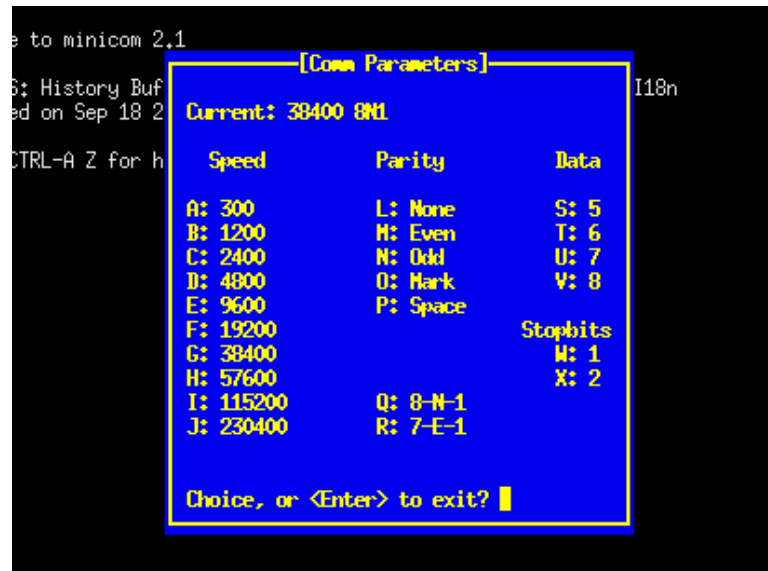 e to minicom 2.1
[Comm Parameters]
S: History Buf I18n
Current: 38400 8N1
ed on Sep 18 2
Speed Parity Data
CTRL-A Z for h
A: 300 L: None S: 5
B: 1200 M: Even T: 6
C: 2400 N: Odd U: 7
D: 4800 O: Mark V: 8
E: 9600 P: Space
F: 19200 Stopbits
G: 38400 W: 1
H: 57600 X: 2
I: 115200 Q: 8-N-1
J: 230400 R: 7-E-1
Choice, or <Enter> to exit?